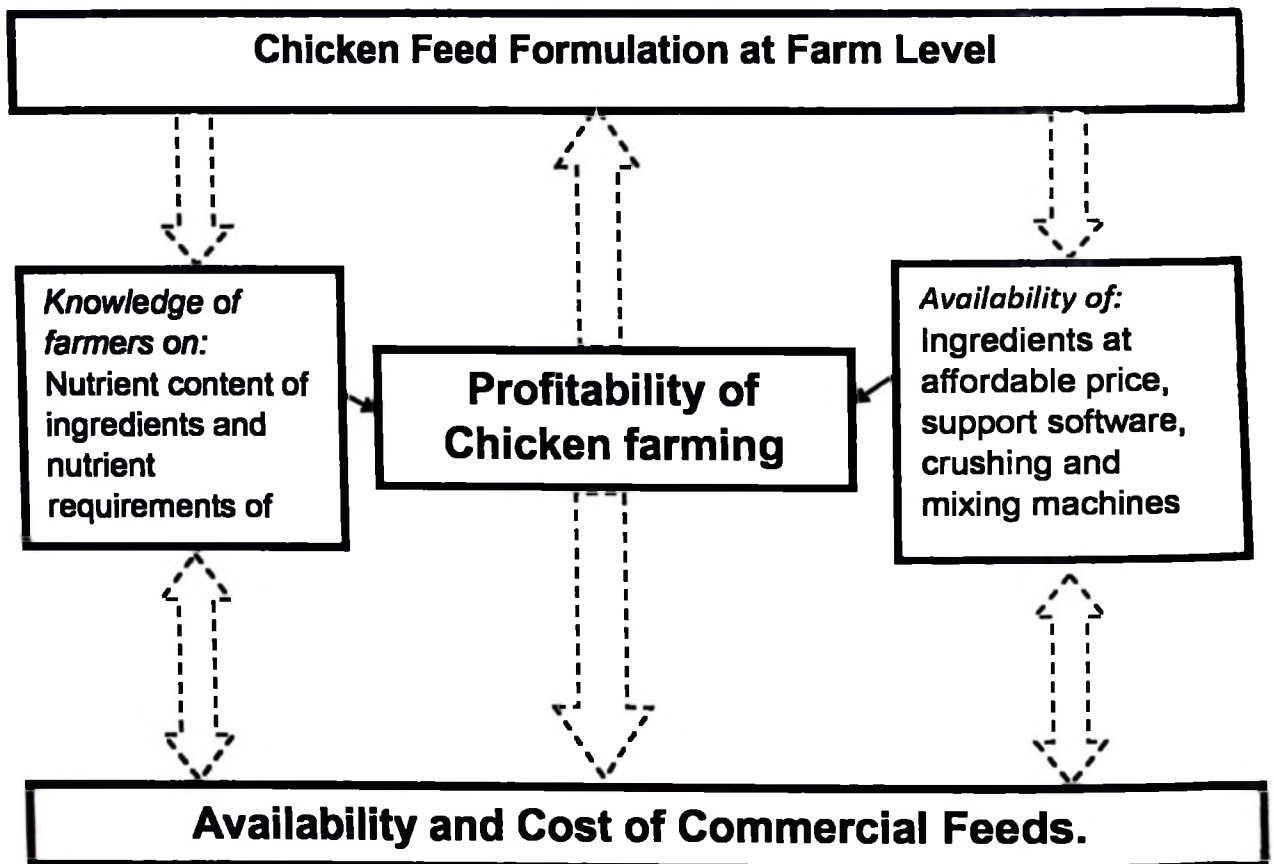 Chicken Feed Formulation at Farm Level
Knowledge of
farmers on:
Nutrient content of
ingredients and
nutrient
requirements of
Profitability of
Chicken farming
Availability of:
Ingredients at
affordable price,
support software,
crushing and
mixing machines
Availability and Cost of Commercial Feeds.